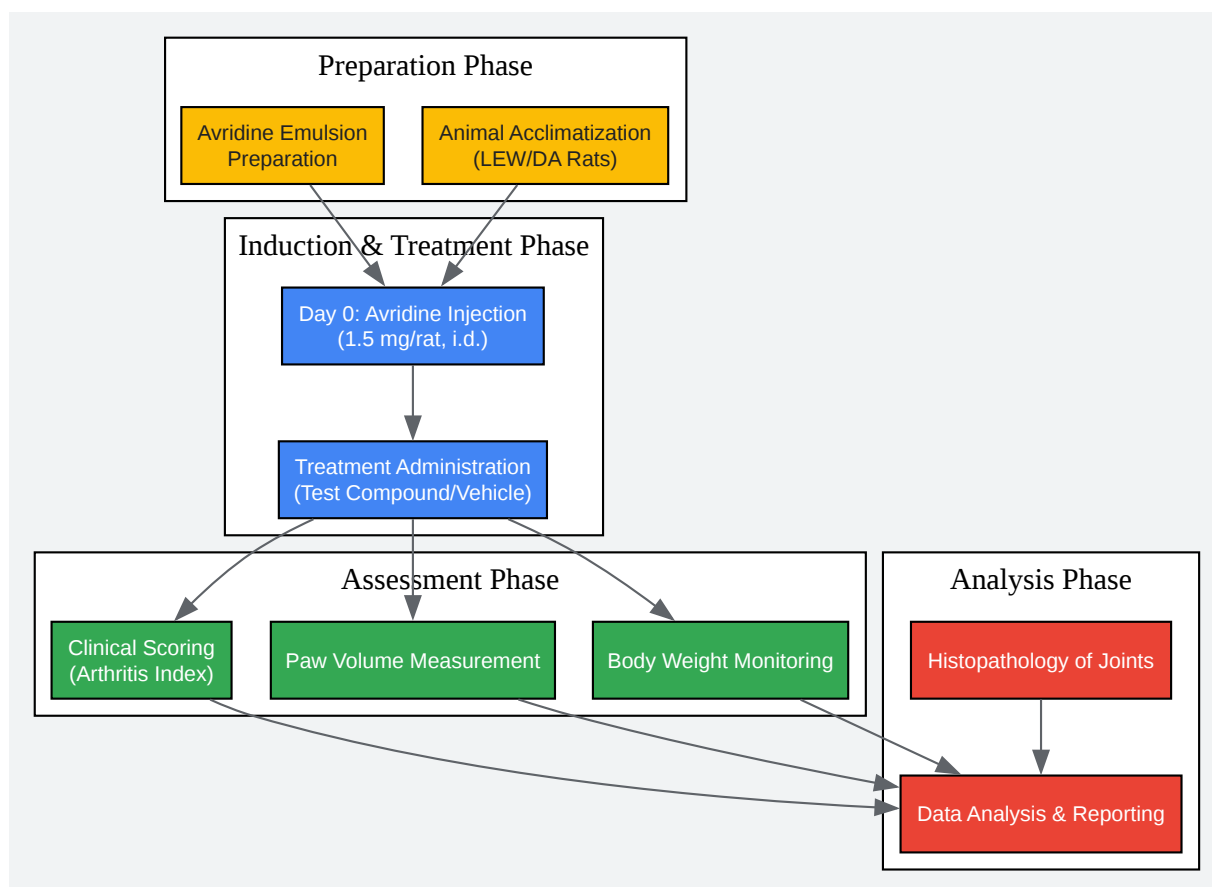 Preparation Phase
Avridine Emulsion
Preparation
Animal Acclimatization
(LEW/DA Rats)
Induction & Treatment Phase
Day 0: Avridine Injection
(1.5 mg/rat, i.d.)
Treatment Administration
(Test Compound/Vehicle)
Assessment Phase
Clinical Scoring
(Arthritis Index)
Paw Volume Measurement
Body Weight Monitoring
Analysis Phase
Histopathology of Joints
Data Analysis & Reporting